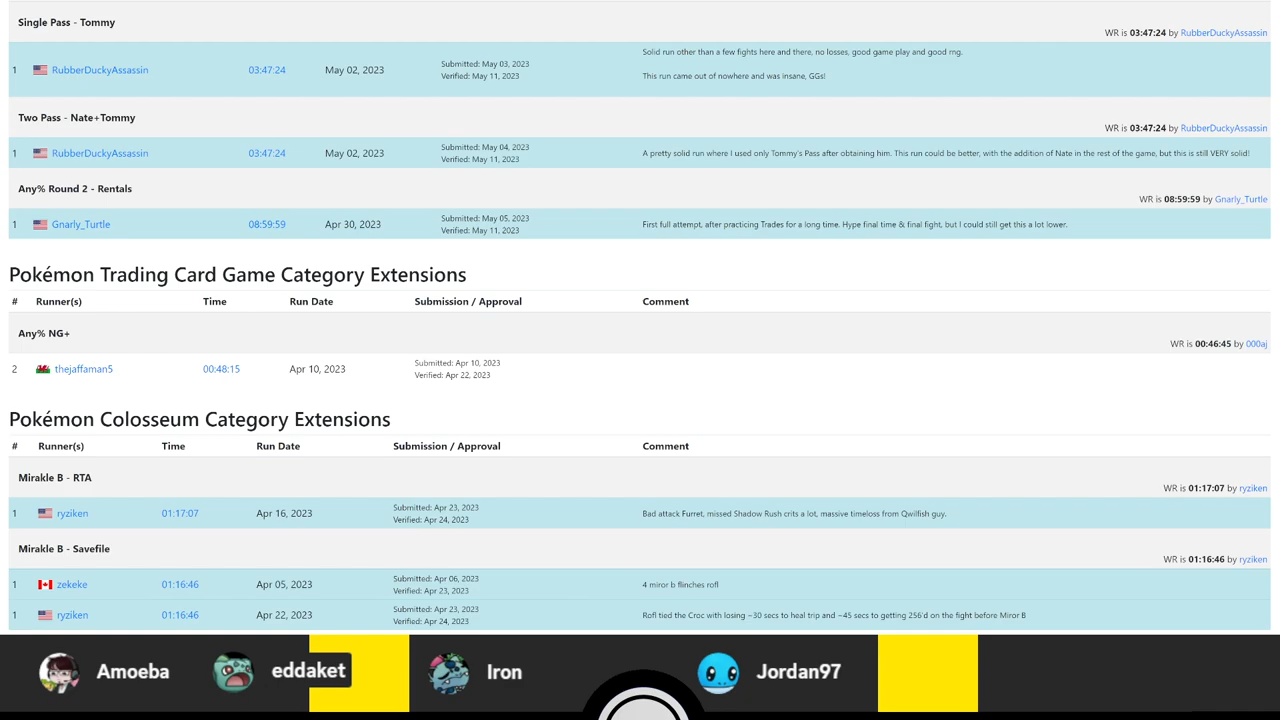 Single Pass - Tommy
WR is 03:47:24 by RubberDuckyAssassin
1 RubberDuckyAssassin 03:47:24 May 02, 2023 Submitted: May 03, 2023 Solid run other than a few fights here and there, no losses, good game play and good rng.
Verified: May 11, 2023 This run came out of nowhere and was insane, GGs!
Two Pass - Nate+Tommy
WR is 03:47:24 by RubberDuckyAssassin
1 RubberDuckyAssassin 03:47:24 May 02, 2023 Submitted: May 04, 2023 A pretty solid run where I used only Tommy's Pass after obtaining him. This run could be better, with the addition of Nate in the rest of the game, but this is still VERY solid!
Verified: May 11, 2023
Any% Round 2 - Rentals
WR is 08:59:59 by Gnarly_Turtle
1 Gnarly_Turtle 08:59:59 Apr 30, 2023 Submitted: May 05, 2023 First full attempt, after practicing Trades for a long time. Hype final time & final fight, but I could still get this a lot lower.
Verified: May 11, 2023
Pokémon Trading Card Game Category Extensions
# Runner(s) Time Run Date Submission / Approval Comment
Any% NG+
WR is 00:46:45 by 000aj
2 thejaffaman5 00:48:15 Apr 10, 2023 Submitted: Apr 10, 2023
Verified: Apr 22, 2023
Pokémon Colosseum Category Extensions
# Runner(s) Time Run Date Submission / Approval Comment
Mirakle B - RTA
WR is 01:17:07 by ryziken
1 ryziken 01:17:07 Apr 16, 2023 Submitted: Apr 23, 2023 Bad attack Furret, missed Shadow Rush crits a lot, massive timeloss from Qwilfish guy.
Verified: Apr 24, 2023
Mirakle B - Savefile
WR is 01:16:46 by ryziken
1 zekeke 01:16:46 Apr 05, 2023 Submitted: Apr 06, 2023 4 miror b flinches rofl
Verified: Apr 23, 2023
1 ryziken 01:16:46 Apr 22, 2023 Submitted: Apr 23, 2023 Rofl tied the Croc with losing ~30 secs to heal trip and ~45 secs to getting 256'd on the fight before Miror B
Verified: Apr 24, 2023
Amoeba eddaket Iron Jordan97